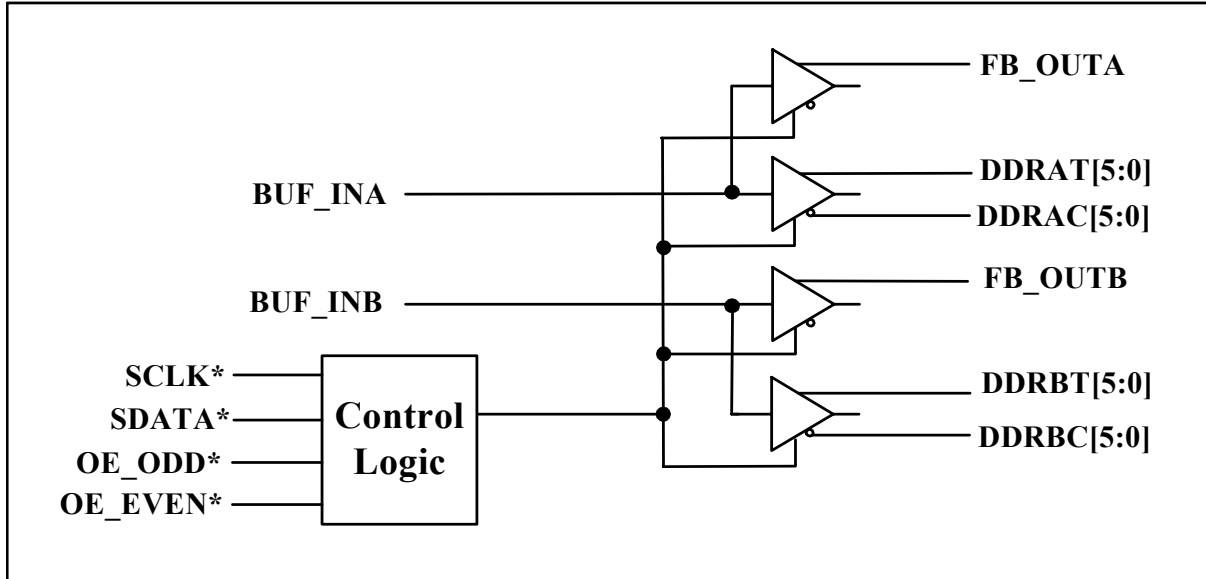 FB_OUTA
DDRAT[5:0]
BUF_INA
DDRAC[5:0]
FB_OUTB
BUF_INB
SCLK*
DDRBT[5:0]
SDATA*
Control
Logic
DDRBC[5:0]
OE_ODD*
OE_EVEN*